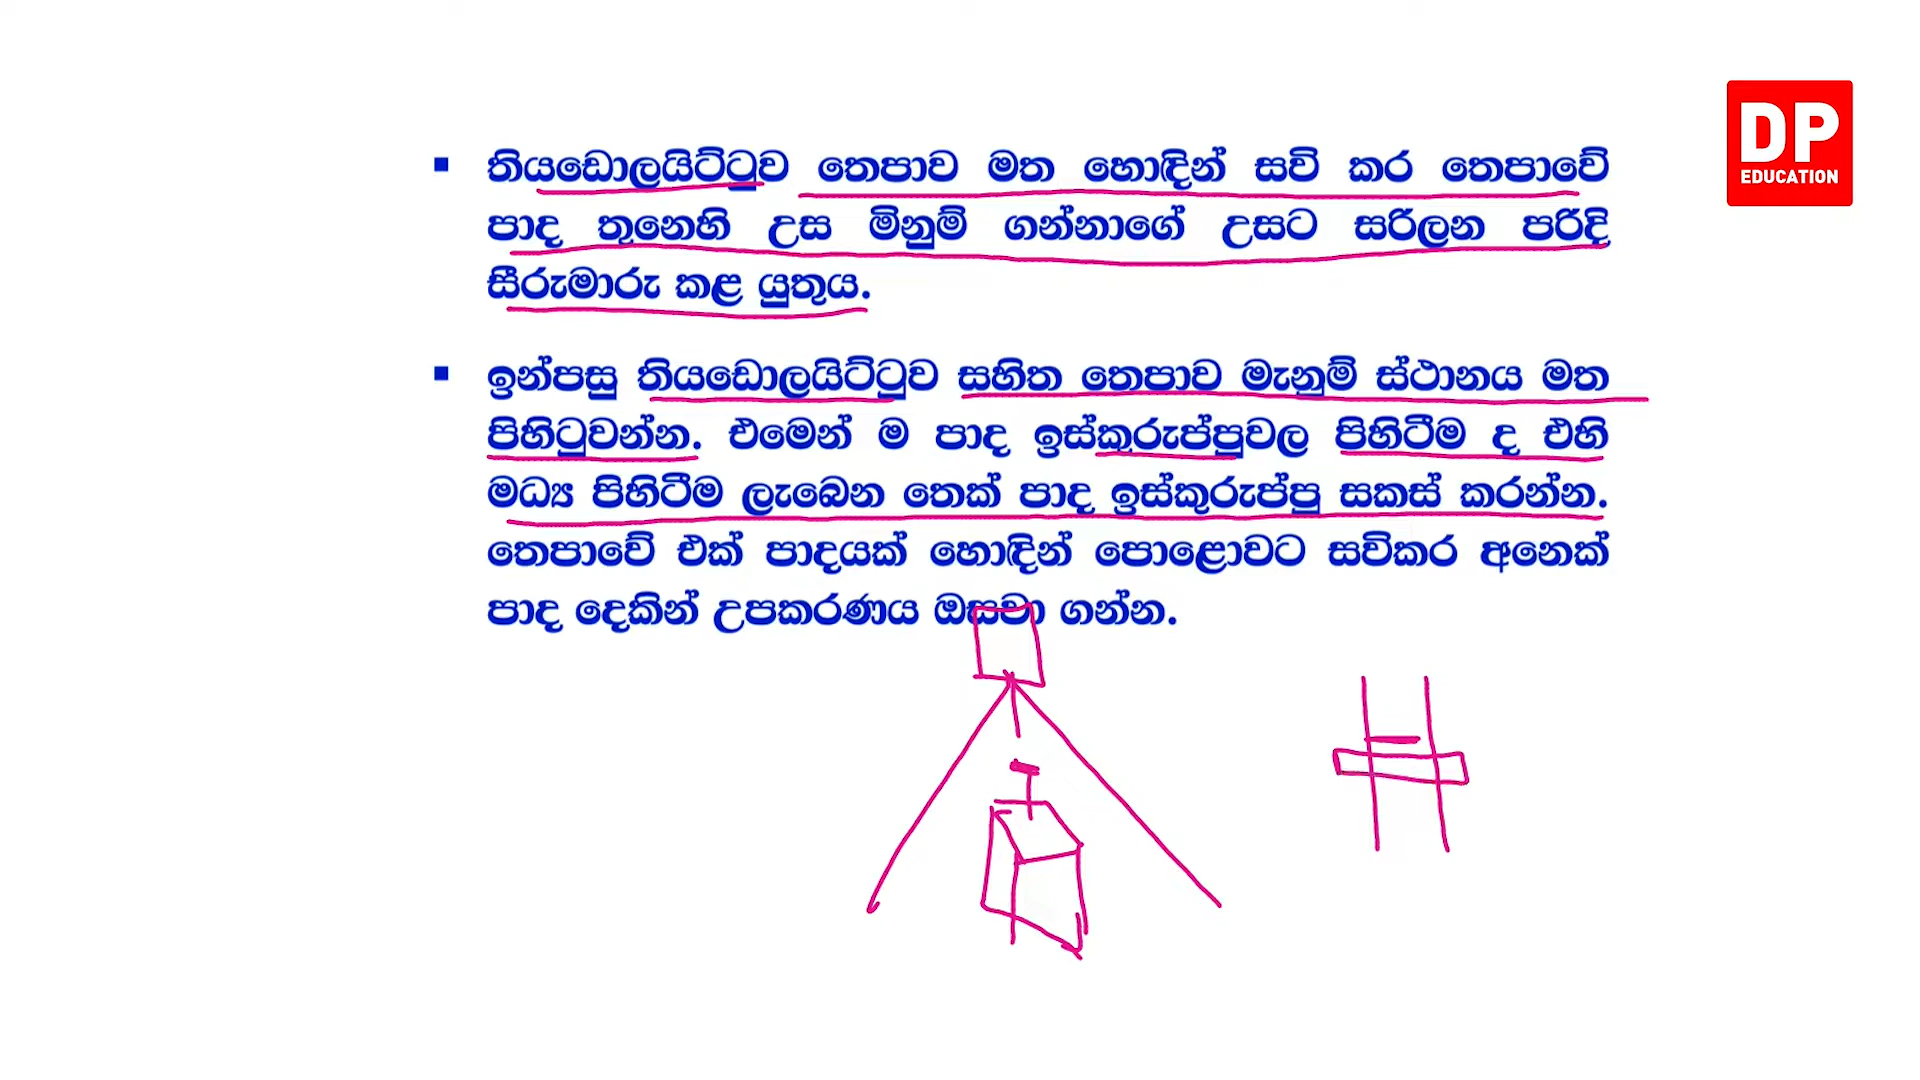 DP
EDUCATION
▪ තියඩොලයිට්ටුව තෙපාව මත හොඳින් සවි කර තෙපාවේ
පාද තුනෙහි උස මිනුම් ගන්නාගේ උසට සරිලන පරිදි
සීරුමාරු කළ යුතුය.
▪ ඉන්පසු තියඩොලයිට්ටුව සහිත තෙපාව මැනුම් ස්ථානය මත
පිහිටුවන්න. එමෙන් ම පාද ඉස්කුරුප්පුවල පිහිටීම ද එහි
මධ්‍ය පිහිටීම ලැබෙන තෙක් පාද ඉස්කුරුප්පු සකස් කරන්න.
තෙපාවේ එක් පාදයක් හොඳින් පොළොවට සවිකර අනෙක්
පාද දෙකින් උපකරණය ඔසවා ගන්න.